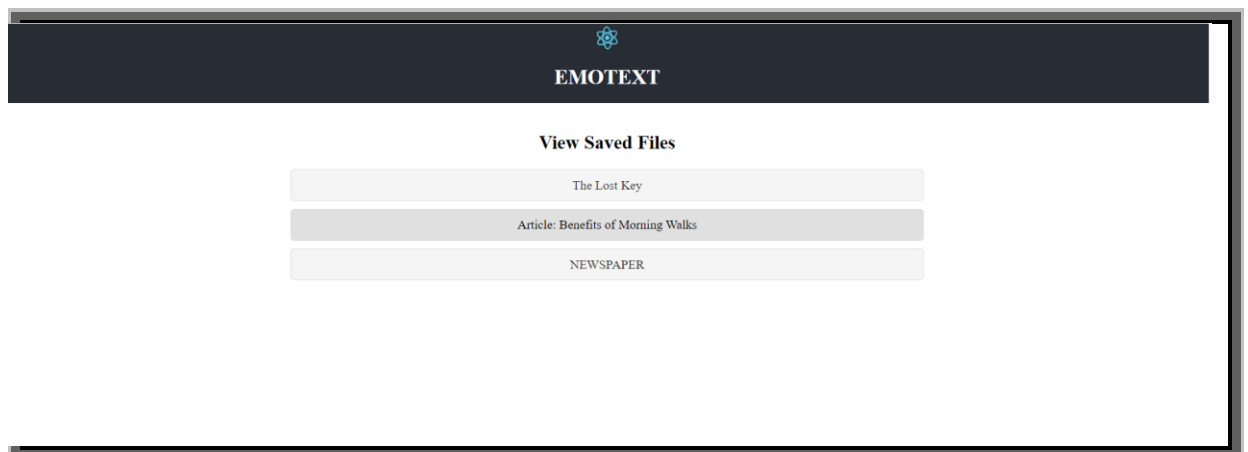 EMOTEXT
View Saved Files
The Lost Key
Article: Benefits of Morning Walks
NEWSPAPER